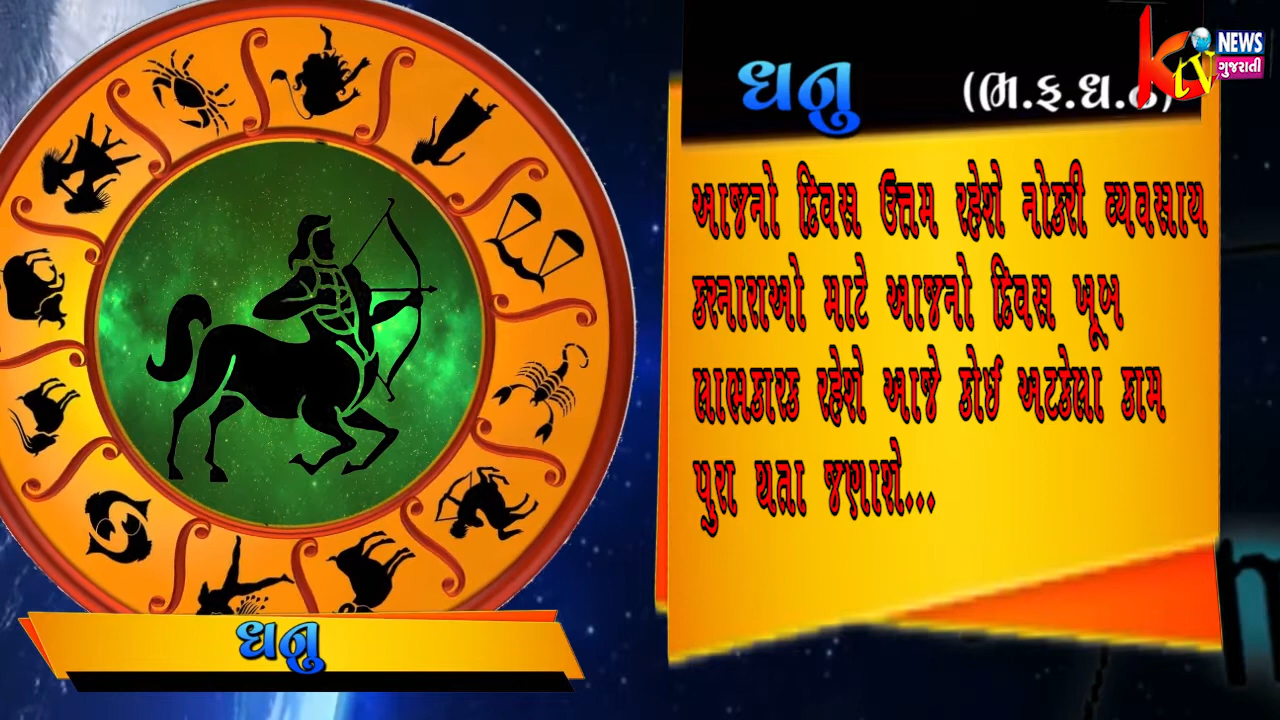 ધનુ
(ભ.ફ.ધ.
Ktv NEWS
ગુજરાતી
આજનો દિવસ ઉત્તમ રહેશે નોકરી વ્યવસાય
કરનારાઓ માટે આજનો દિવસ ખૂબ
લાભકારક રહેશે આજે કોઈ અટકેલા કામ
પુરા થતા જણાશે...
ધનુ